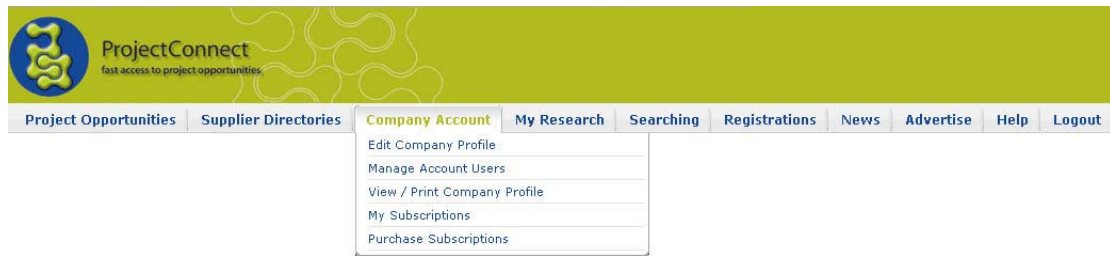 ProjectConnect
fast access to project opportunities
Project Opportunities Supplier Directories Company Account My Research Searching Registrations News Advertise Help Logout
Edit Company Profile
Manage Account Users
View / Print Company Profile
My Subscriptions
Purchase Subscriptions